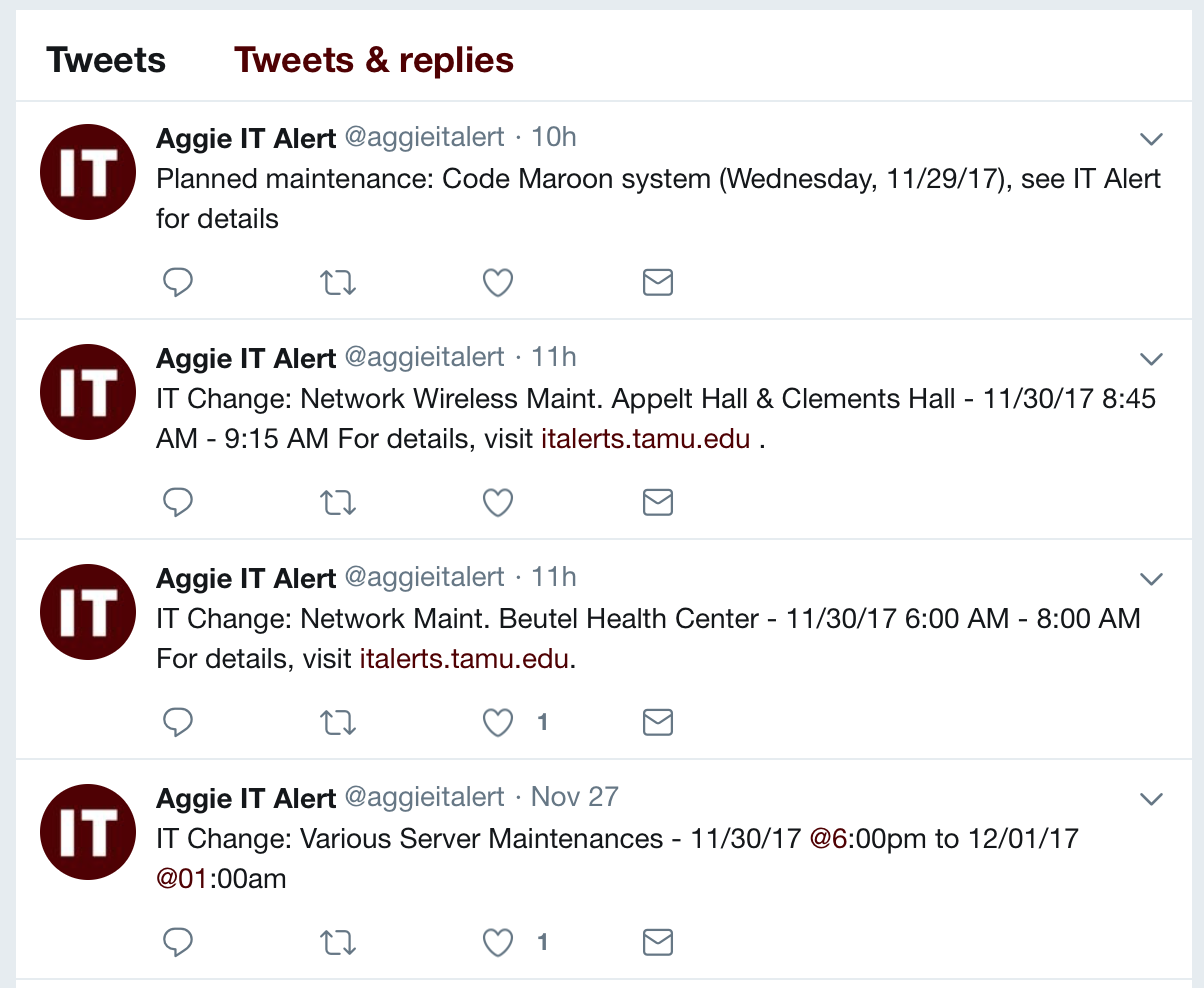 Tweets Tweets & replies
IT
Aggie IT Alert @aggieitalert · 10h
Planned maintenance: Code Maroon system (Wednesday, 11/29/17), see IT Alert
for details
IT
Aggie IT Alert @aggieitalert · 11h
IT Change: Network Wireless Maint. Appelt Hall & Clements Hall - 11/30/17 8:45
AM - 9:15 AM For details, visit italerts.tamu.edu .
IT
Aggie IT Alert @aggieitalert · 11h
IT Change: Network Maint. Beutel Health Center - 11/30/17 6:00 AM - 8:00 AM
For details, visit italerts.tamu.edu.
1
IT
Aggie IT Alert @aggieitalert · Nov 27
IT Change: Various Server Maintenances - 11/30/17 @6:00pm to 12/01/17
@01:00am
1